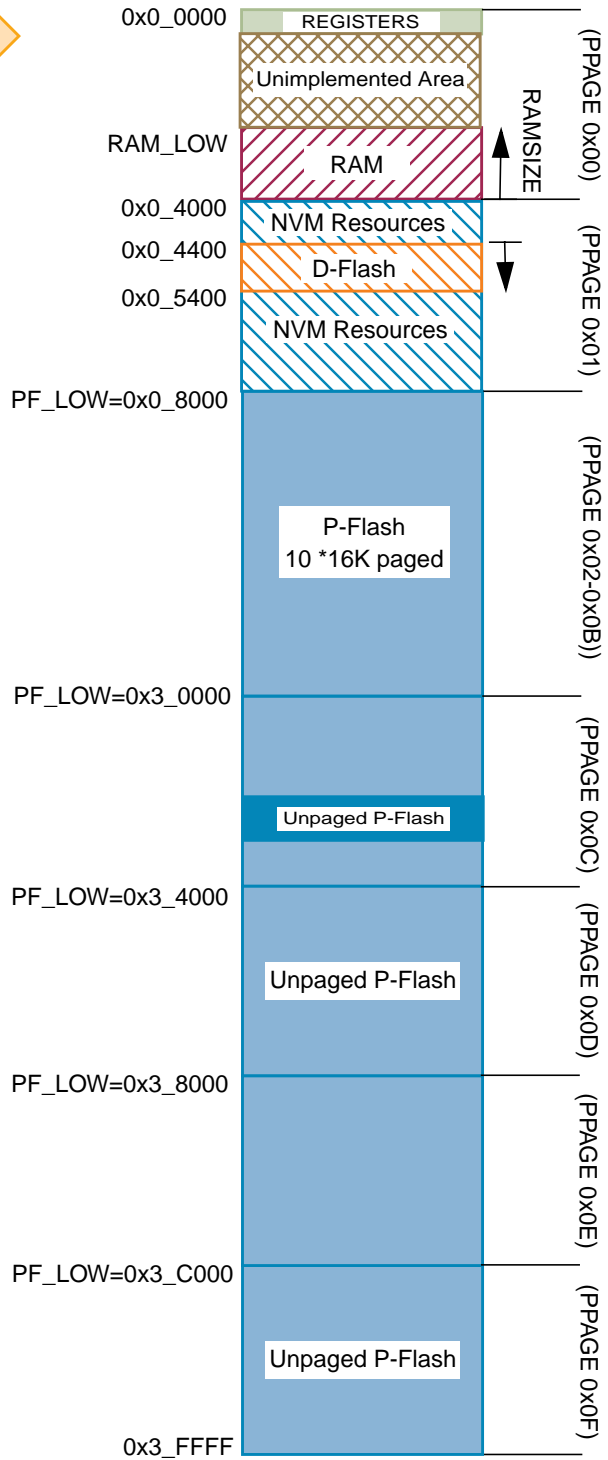 0x0_0000
REGISTERS
Unimplemented Area
(PPAGE 0x00)
RAMSIZE
RAM_LOW
RAM
0x0_4000
NVM Resources
0x0_4400
D-Flash
(PPAGE 0x01)
0x0_5400
NVM Resources
PF_LOW=0x0_8000
P-Flash
10 *16K paged
(PPAGE 0x02-0x0B))
PF_LOW=0x3_0000
Unpaged P-Flash
(PPAGE 0x0C)
PF_LOW=0x3_4000
Unpaged P-Flash
(PPAGE 0x0D)
PF_LOW=0x3_8000
(PPAGE 0x0E)
PF_LOW=0x3_C000
Unpaged P-Flash
(PPAGE 0x0F)
0x3_FFFF